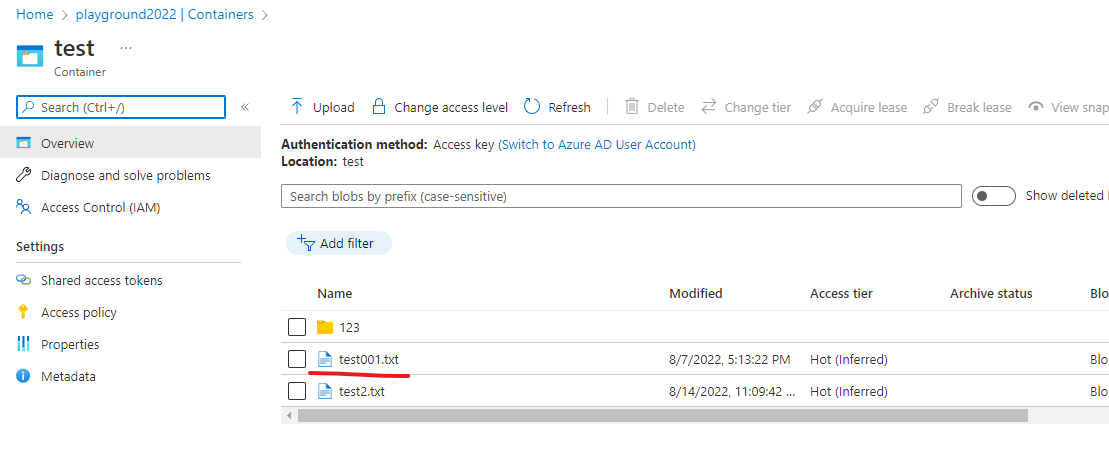 Home > playground2022 | Containers >
test ...
Container
Search (Ctrl+/) «
Overview
Diagnose and solve problems
Access Control (IAM)
Settings
Shared access tokens
Access policy
Properties
Metadata
Upload Change access level Refresh Delete Change tier Acquire lease Break lease View snap
Authentication method: Access key (Switch to Azure AD User Account)
Location: test
Search blobs by prefix (case-sensitive) Show deleted
Add filter
Name Modified Access tier Archive status Blo
123
test001.txt 8/7/2022, 5:13:22 PM Hot (Inferred) Blo
test2.txt 8/14/2022, 11:09:42 ... Hot (Inferred) Blo